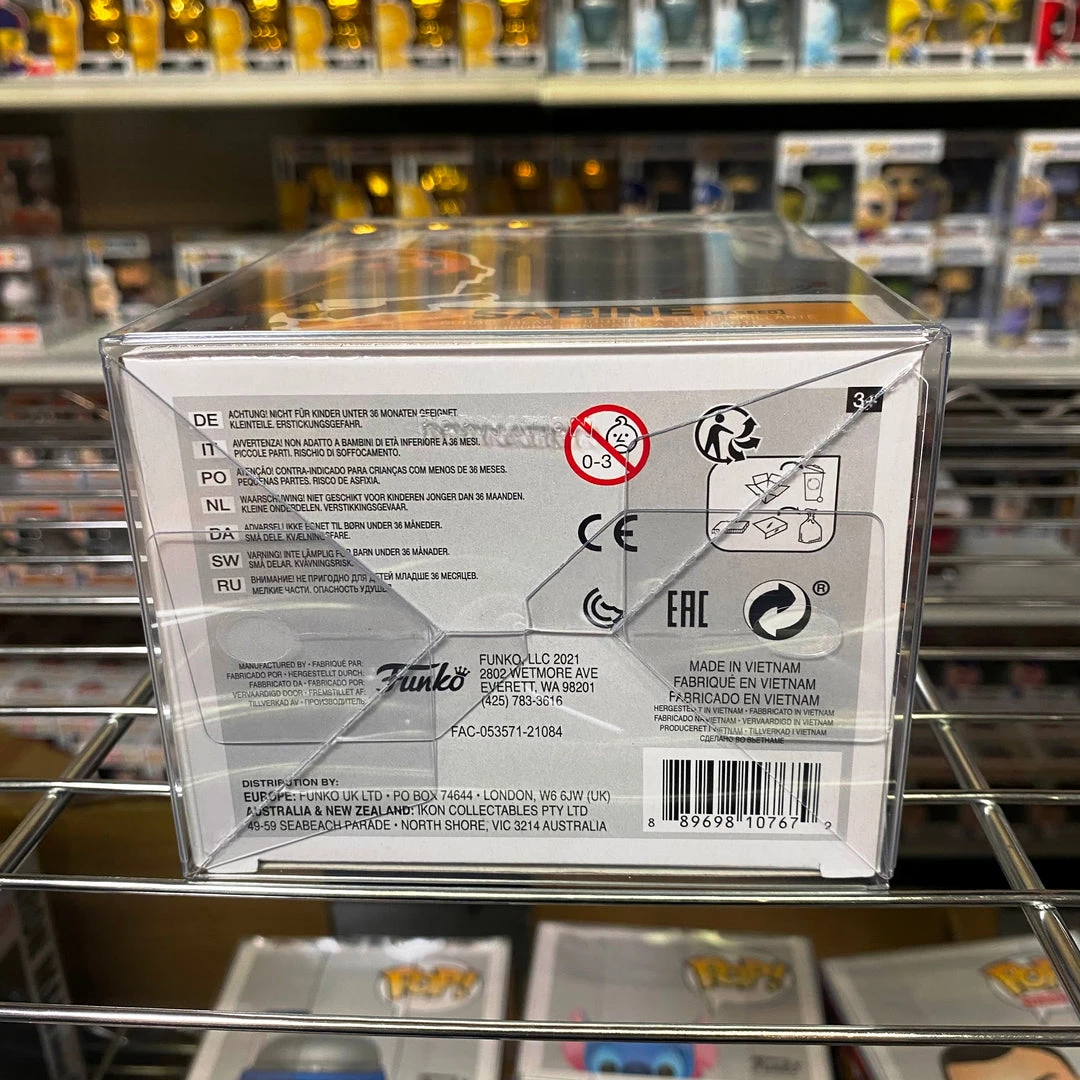 SABINE [MASKED]
3+
DE ACHTUNG! NICHT FÜR KINDER UNTER 36 MONATEN GEEIGNET.
KLEINTEILE. ERSTICKUNGSGEFAHR.
IT AVVERTENZA! NON ADATTO A BAMBINI DI ETÀ INFERIORE A 36 MESI.
PICCOLE PARTI. RISCHIO DI SOFFOCAMENTO.
PO ATENÇÃO! CONTRA-INDICADO PARA CRIANÇAS COM MENOS DE 36 MESES.
PEQUENAS PARTES. RISCO DE ASFIXIA.
NL WAARSCHUWING! NIET GESCHIKT VOOR KINDEREN JONGER DAN 36 MAANDEN.
KLEINE ONDERDELEN. VERSTIKKINGSGEVAAR.
DA ADVARSEL! IKKE EGNET TIL BØRN UNDER 36 MÅNEDER.
SMÅ DELE. KVÆLNINGSFARE.
SW VARNING! INTE LÄMPLIG FÖR BARN UNDER 36 MÅNADER.
SMÅ DELAR. KVÄVNINGSRISK.
RU ВНИМАНИЕ! НЕ ПРИГОДНО ДЛЯ ДЕТЕЙ МЛАДШЕ 36 МЕСЯЦЕВ.
МЕЛКИЕ ЧАСТИ. ОПАСНОСТЬ УДУШЬ
0-3
CE
EAC
®
MANUFACTURED BY • FABRIQUÉ PAR:
FABRICADO POR • HERGESTELLT DURCH:
FABBRICATO DA • FABRICADO POR:
VERVAARDIGD DOOR • FREMSTILLET AF:
TILLVERKAD AV • ПРОИЗВОДИТЕЛЬ:
Funko
FUNKO, LLC 2021
2802 WETMORE AVE
EVERETT, WA 98201
(425) 783-3616
FAC-053571-21084
MADE IN VIETNAM
FABRIQUÉ EN VIETNAM
FABRICADO EN VIETNAM
HERGESTELLT IN VIETNAM • FABBRICATO IN VIETNAM
FABRICADO NA VIETNAM • VERVAARDIGD IN VIETNAM
PRODUCERET I VIETNAM • TILLVERKAD I VIETNAM
СДЕЛАНО ВО ВЬЕТНАМЕ
DISTRIBUTION BY:
EUROPE: FUNKO UK LTD • PO BOX 74644 • LONDON, W6 6JW (UK)
AUSTRALIA & NEW ZEALAND: IKON COLLECTABLES PTY LTD
49-59 SEABEACH PARADE • NORTH SHORE, VIC 3214 AUSTRALIA
8 89698 10767 2
POP!
POP!
POP!
Funko